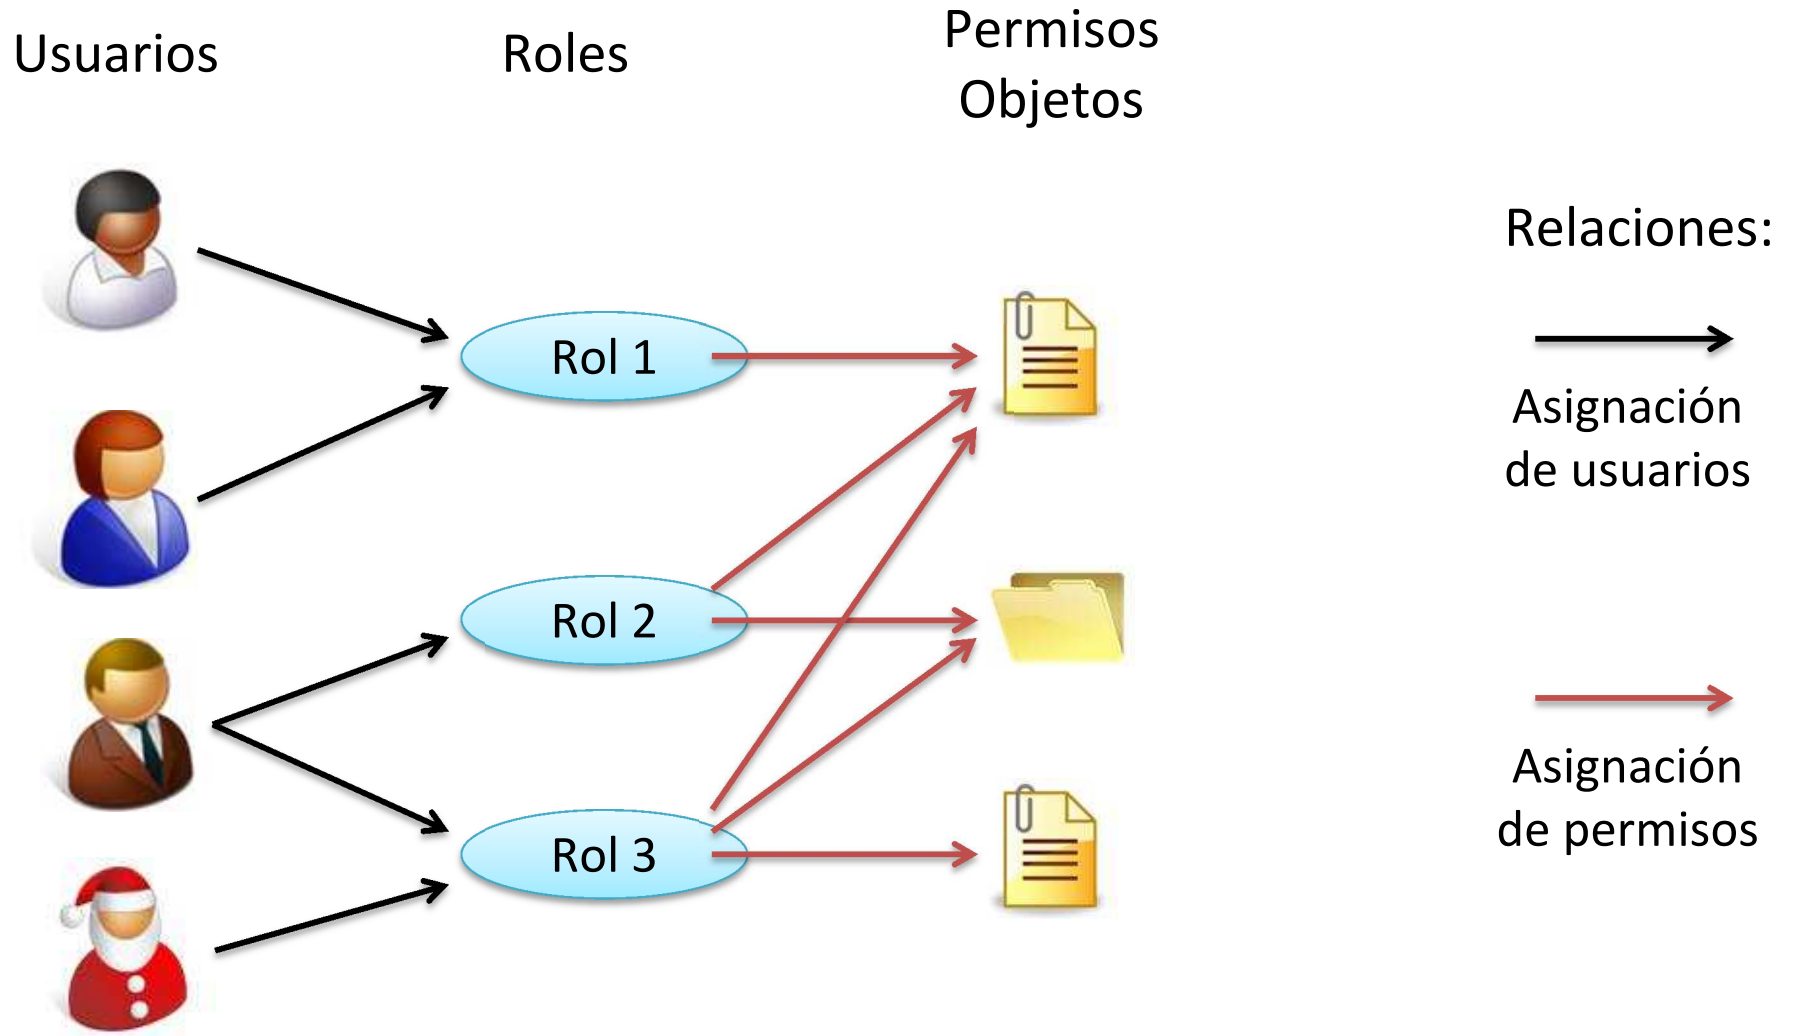 Usuarios
Roles
Permisos
Objetos
Relaciones:
Rol 1
Asignación
de usuarios
Rol 2
Asignación
de permisos
Rol 3